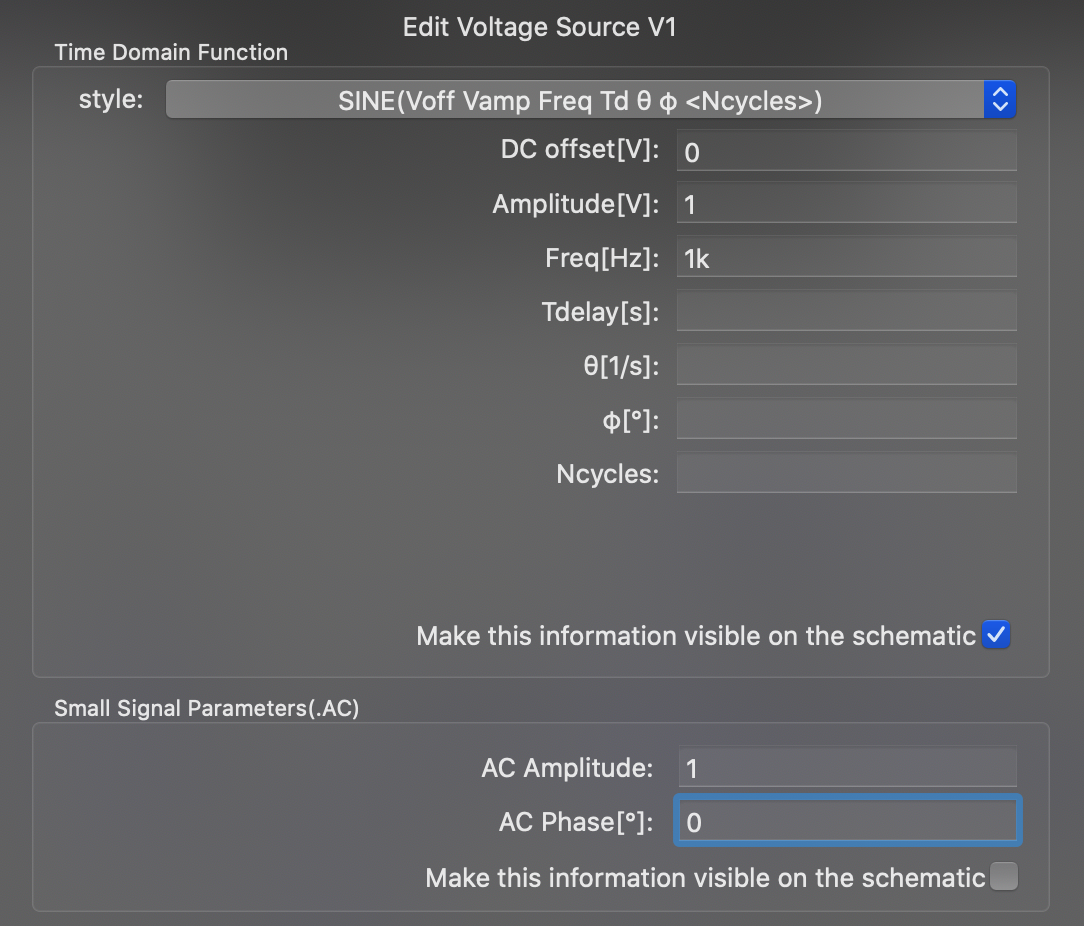 Edit Voltage Source V1
Time Domain Function
style: SINE(Voff Vamp Freq Td θ φ <Ncycles>)
DC offset[V]: 0
Amplitude[V]: 1
Freq[Hz]: 1k
Tdelay[s]:
θ[1/s]:
φ[°]:
Ncycles:
Make this information visible on the schematic
Small Signal Parameters(.AC)
AC Amplitude: 1
AC Phase[°]: 0
Make this information visible on the schematic